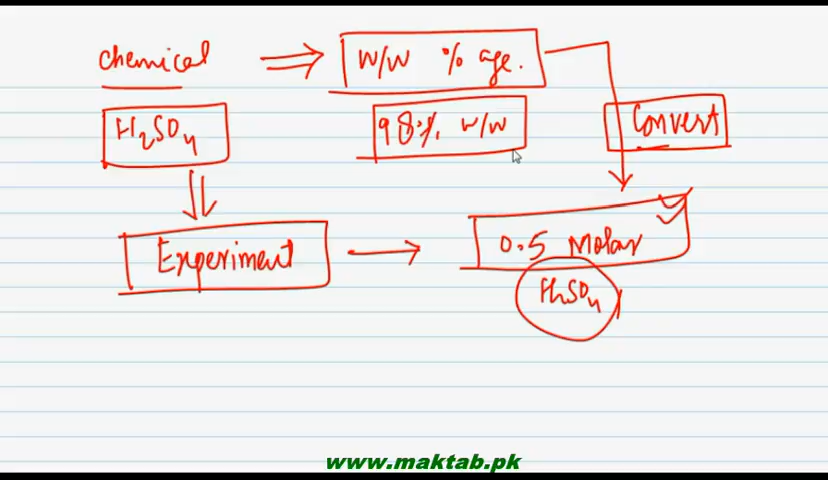 chemical ⇒ W/W % age.
H₂SO₄ 98% W/W Convert
Experiment → 0.5 Molar
H₂SO₄
www.maktab.pk